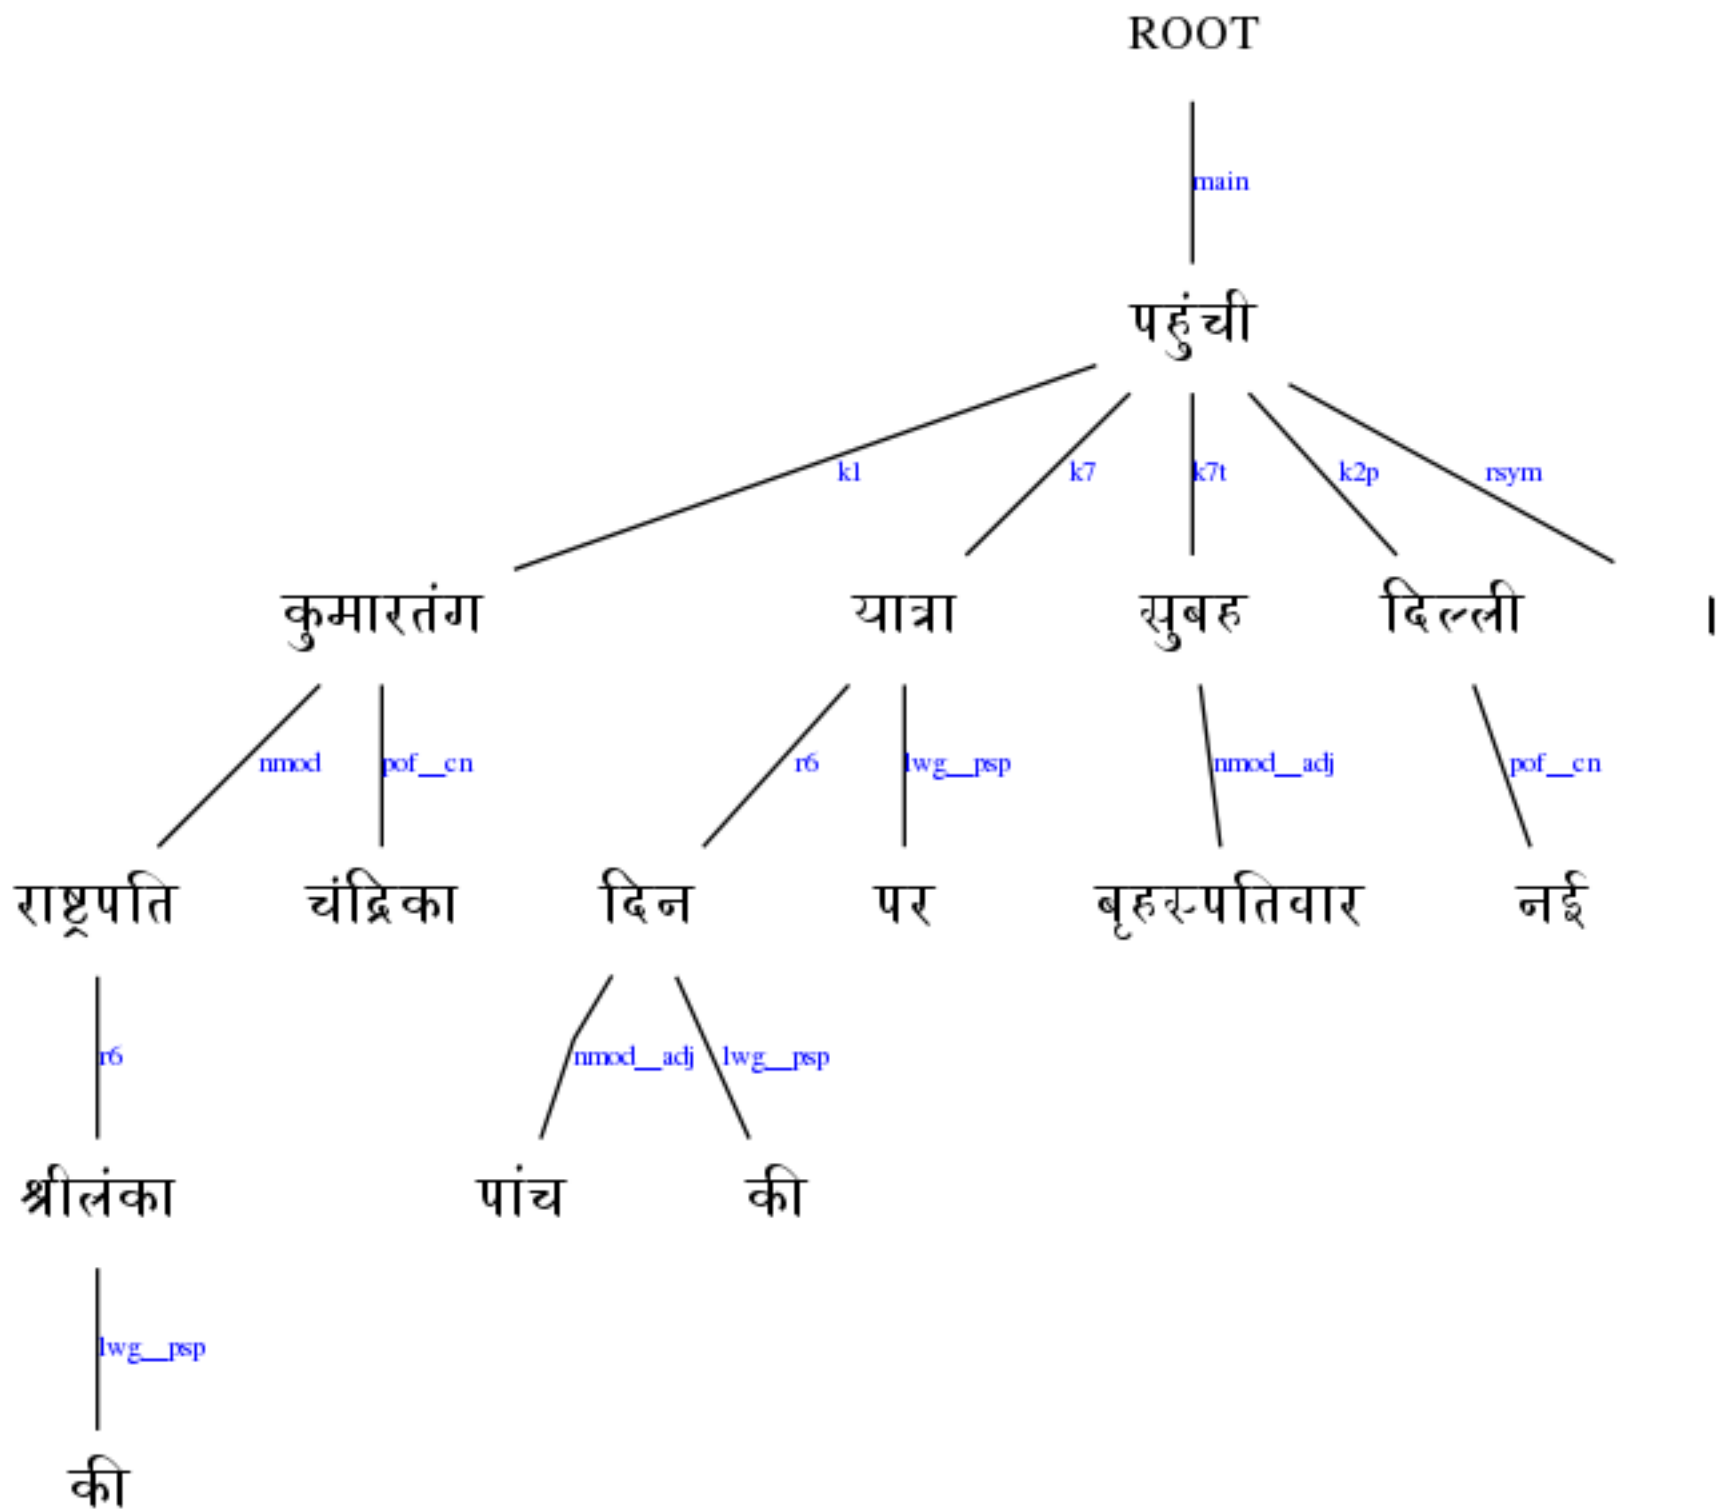 ROOT
main
पहुंची
k1 k7 k7t k2p rsym
कुमारतंग यात्रा सुबह दिल्ली ।
nmod pof__cn r6 lwg__psp nmod__adj pof__cn
राष्ट्रपति चंद्रिका दिन पर बृहस्पतिवार नई
r6 nmod__adj lwg__psp
श्रीलंका पांच की
lwg__psp
की